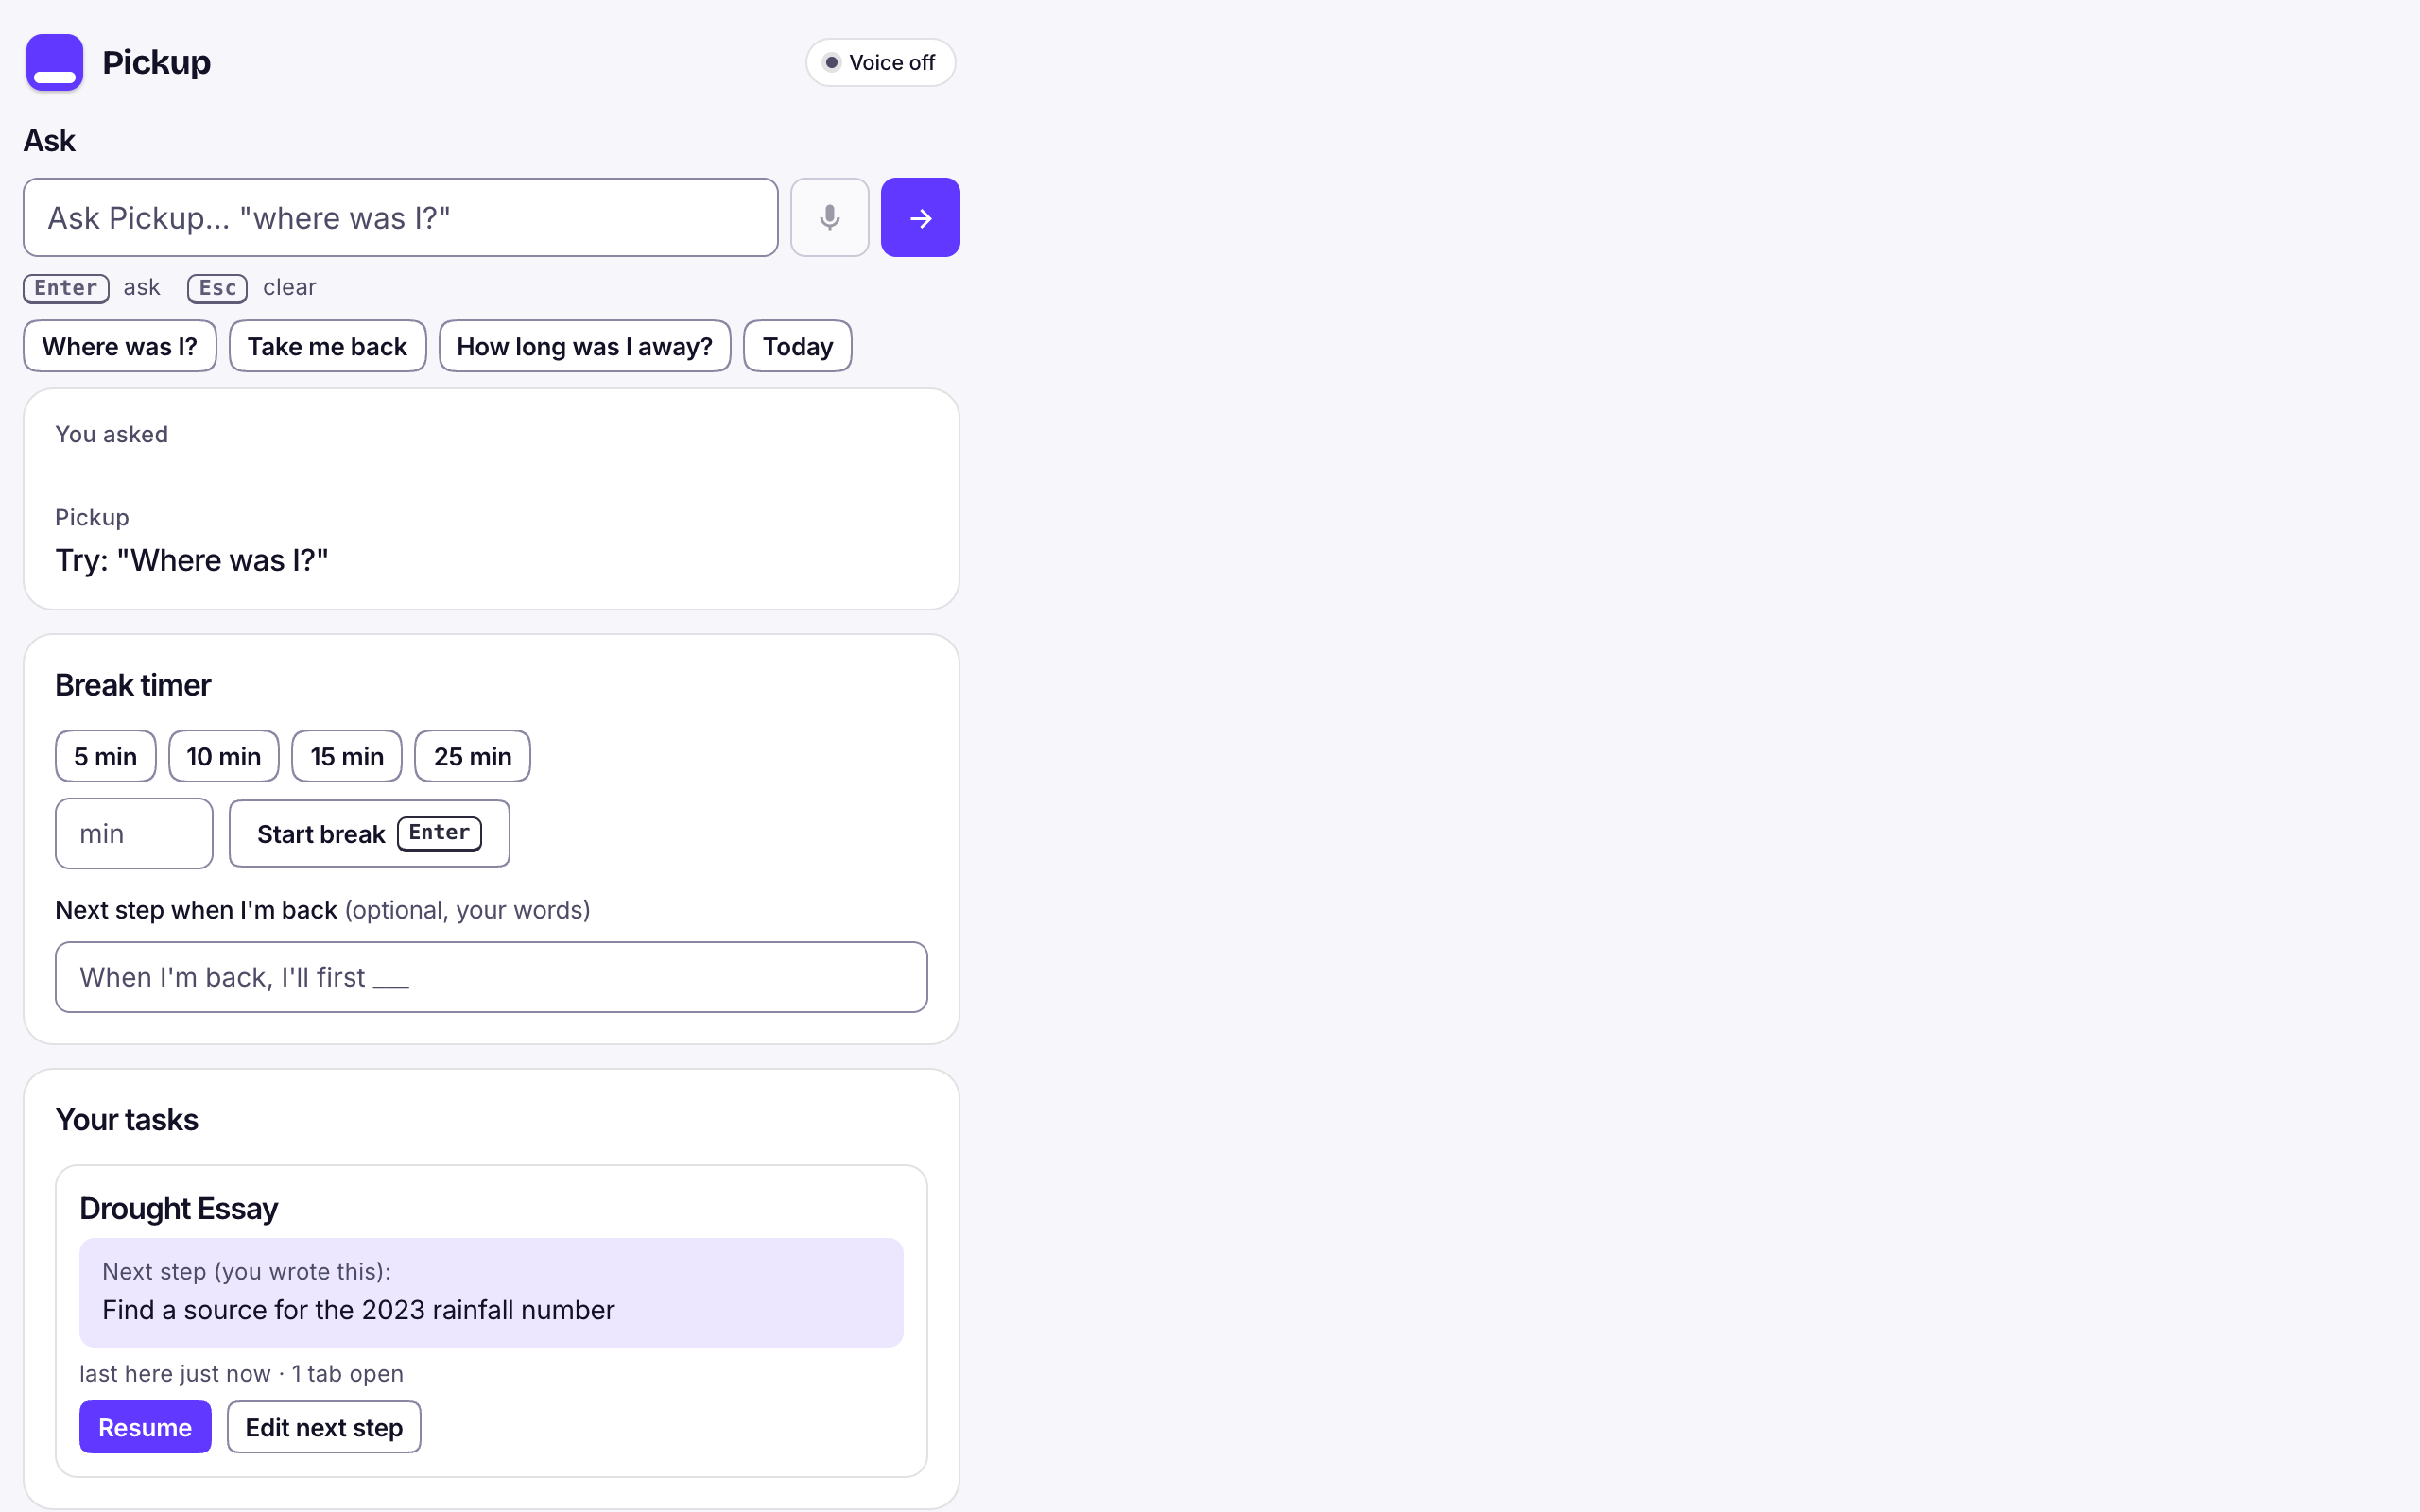 Pickup
Voice off
Ask
Ask Pickup... "where was I?"
Enter ask Esc clear
Where was I? Take me back How long was I away? Today
You asked
Pickup
Try: "Where was I?"
Break timer
5 min 10 min 15 min 25 min
min Start break Enter
Next step when I'm back (optional, your words)
When I'm back, I'll first ___
Your tasks
Drought Essay
Next step (you wrote this):
Find a source for the 2023 rainfall number
last here just now · 1 tab open
Resume Edit next step